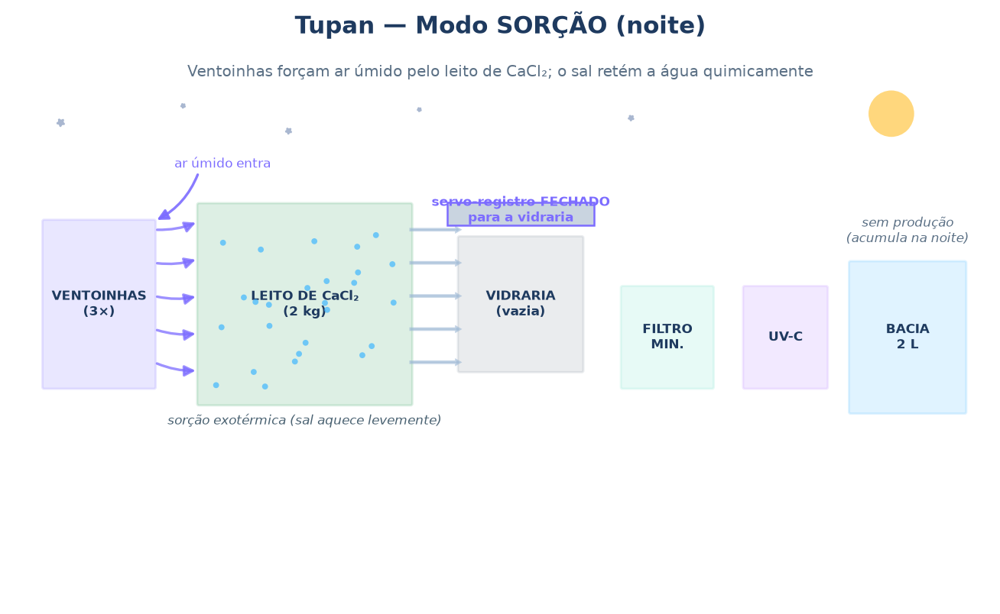 Tupan — Modo SORÇÃO (noite)
Ventoinhas forçam ar úmido pelo leito de CaCl₂; o sal retém a água quimicamente
ar úmido entra
servo-registro FECHADO
para a vidraria
sem produção
(acumula na noite)
VENTOINHAS
(3×)
LEITO DE CaCl₂
(2 kg)
VIDRARIA
(vazia)
FILTRO
MIN.
UV-C
BACIA
2 L
sorção exotérmica (sal aquece levemente)